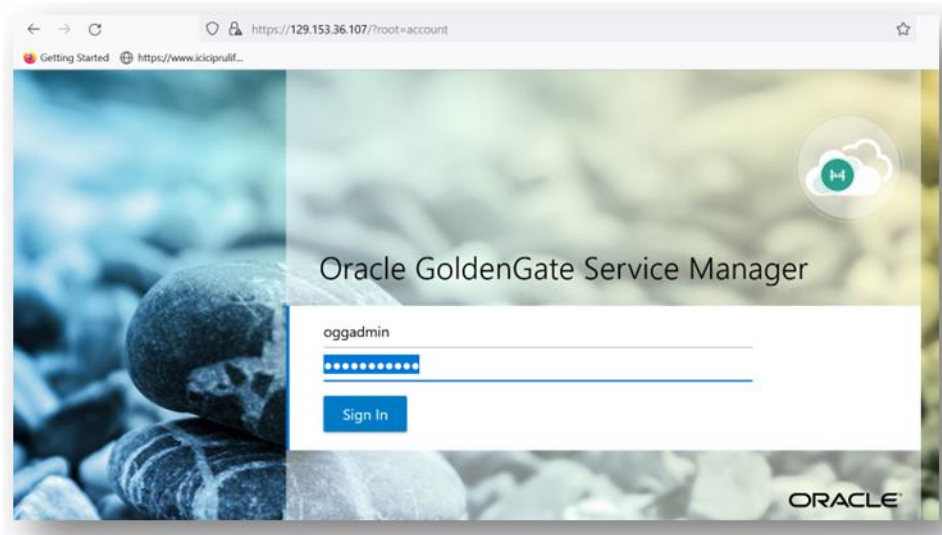 https://129.153.36.107/?root=account
Getting Started https://www.iciciprulif...
Oracle GoldenGate Service Manager
oggadmin
●●●●●●●●●●●
Sign In
ORACLE